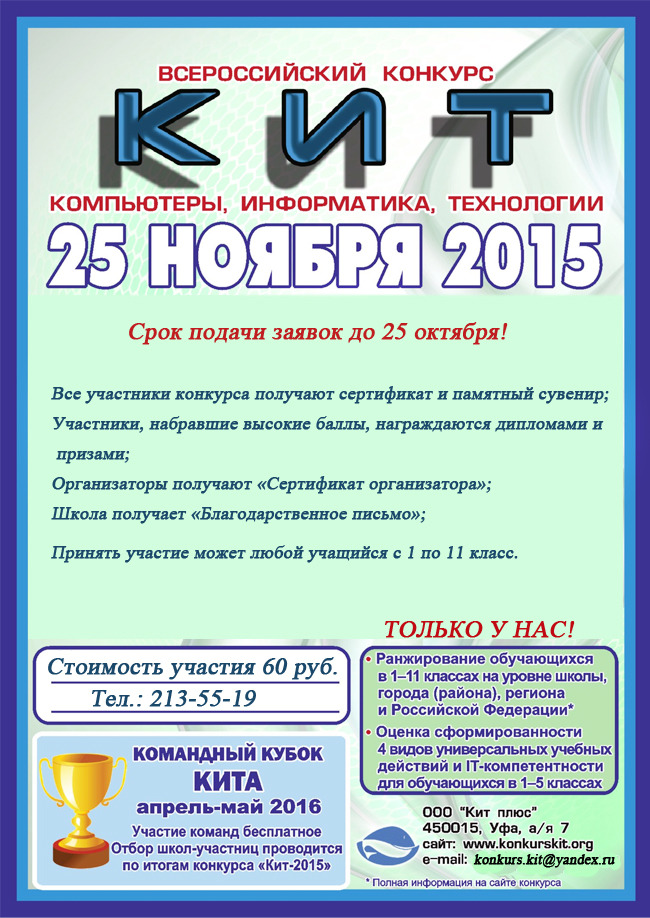 ВСЕРОССИЙСКИЙ КОНКУРС
КИТ
КОМПЬЮТЕРЫ, ИНФОРМАТИКА, ТЕХНОЛОГИИ
25 НОЯБРЯ 2015
Срок подачи заявок до 25 октября!
Все участники конкурса получают сертификат и памятный сувенир;
Участники, набравшие высокие баллы, награждаются дипломами и
призами;
Организаторы получают «Сертификат организатора»;
Школа получает «Благодарственное письмо»;
Принять участие может любой учащийся с 1 по 11 класс.
Стоимость участия 60 руб.
Тел.: 213-55-19
КОМАНДНЫЙ КУБОК
КИТА
апрель-май 2016
Участие команд бесплатное
Отбор школ-участниц проводится
по итогам конкурса «Кит-2015»
ТОЛЬКО У НАС!
• Ранжирование обучающихся
в 1–11 классах на уровне школы,
города (района), региона
и Российской Федерации*
• Оценка сформированности
4 видов универсальных учебных
действий и IT-компетентности
для обучающихся в 1–5 классах
ООО "Кит плюс"
450015, Уфа, а/я 7
сайт: www.konkurskit.org
e-mail: konkurs.kit@yandex.ru
* Полная информация на сайте конкурса